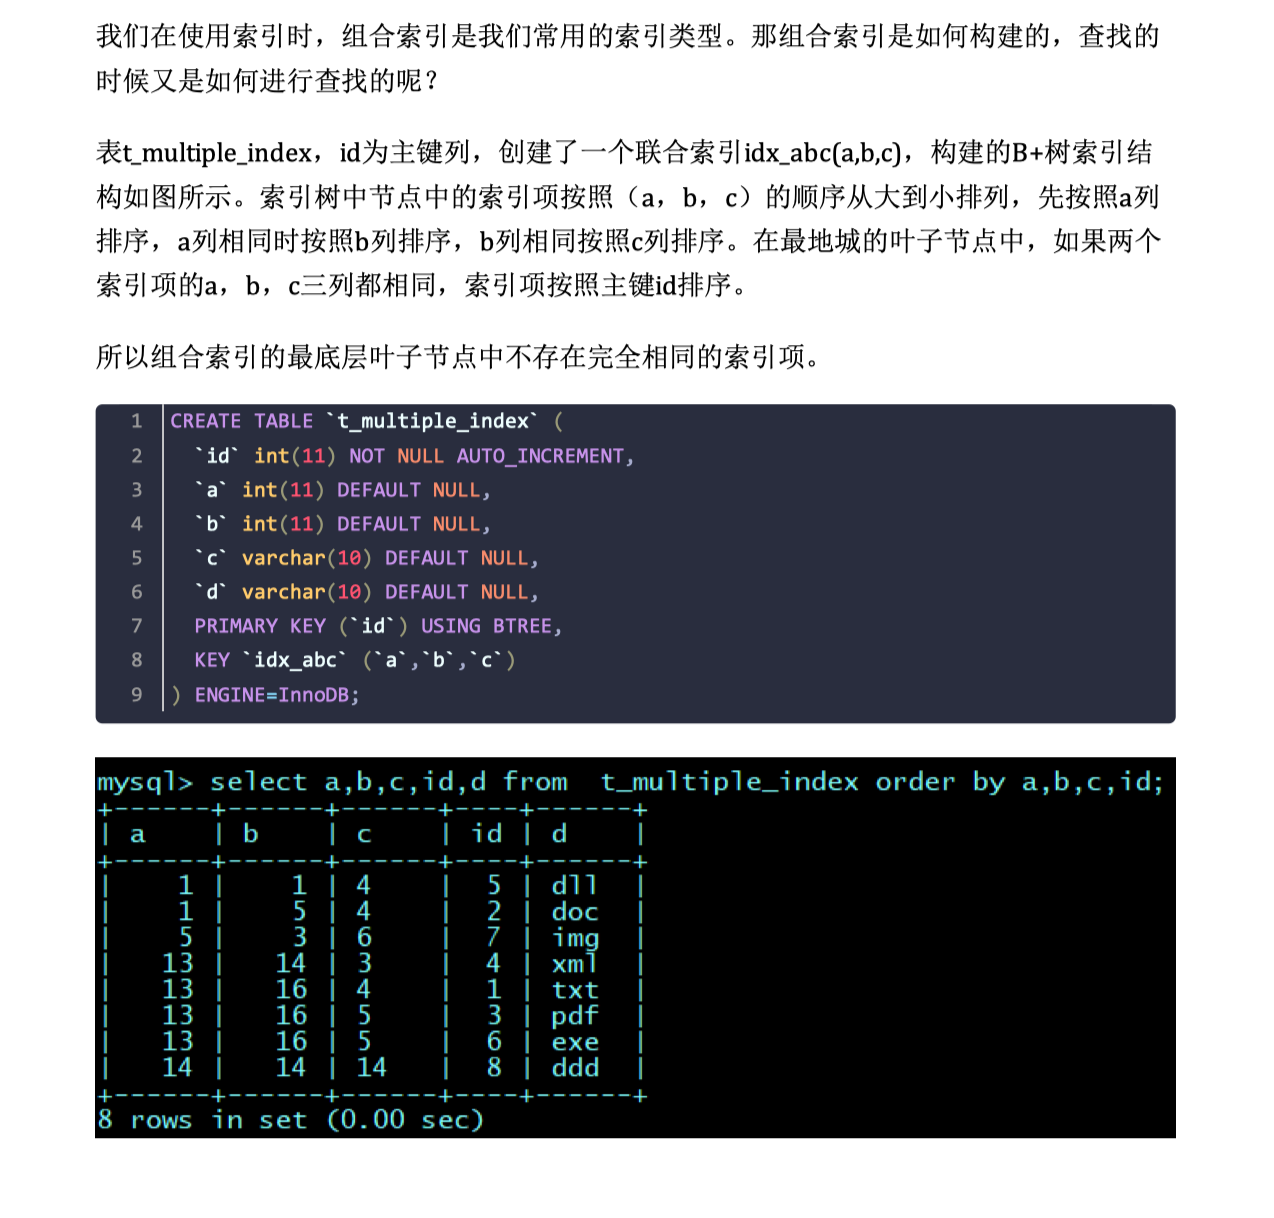 我们在使用索引时，组合索引是我们常用的索引类型。那组合索引是如何构建的，查找的
时候又是如何进行查找的呢？
表t_multiple_index，id为主键列，创建了一个联合索引idx_abc(a,b,c)，构建的B+树索引结
构如图所示。索引树中节点中的索引项按照（a，b，c）的顺序从大到小排列，先按照a列
排序，a列相同时按照b列排序，b列相同按照c列排序。在最地城的叶子节点中，如果两个
索引项的a，b，c三列都相同，索引项按照主键id排序。
所以组合索引的最底层叶子节点中不存在完全相同的索引项。
1 CREATE TABLE `t_multiple_index` (
2   `id` int(11) NOT NULL AUTO_INCREMENT,
3   `a` int(11) DEFAULT NULL,
4   `b` int(11) DEFAULT NULL,
5   `c` varchar(10) DEFAULT NULL,
6   `d` varchar(10) DEFAULT NULL,
7   PRIMARY KEY (`id`) USING BTREE,
8   KEY `idx_abc` (`a`,`b`,`c`)
9 ) ENGINE=InnoDB;
mysql> select a,b,c,id,d from  t_multiple_index order by a,b,c,id;
+------+------+------+----+------+
| a    | b    | c    | id | d    |
+------+------+------+----+------+
|    1 |    1 | 4    |  5 | dll  |
|    1 |    5 | 4    |  2 | doc  |
|    5 |    3 | 6    |  7 | img  |
|   13 |   14 | 3    |  4 | xml  |
|   13 |   16 | 4    |  1 | txt  |
|   13 |   16 | 5    |  3 | pdf  |
|   13 |   16 | 5    |  6 | exe  |
|   14 |   14 | 14   |  8 | ddd  |
+------+------+------+----+------+
8 rows in set (0.00 sec)